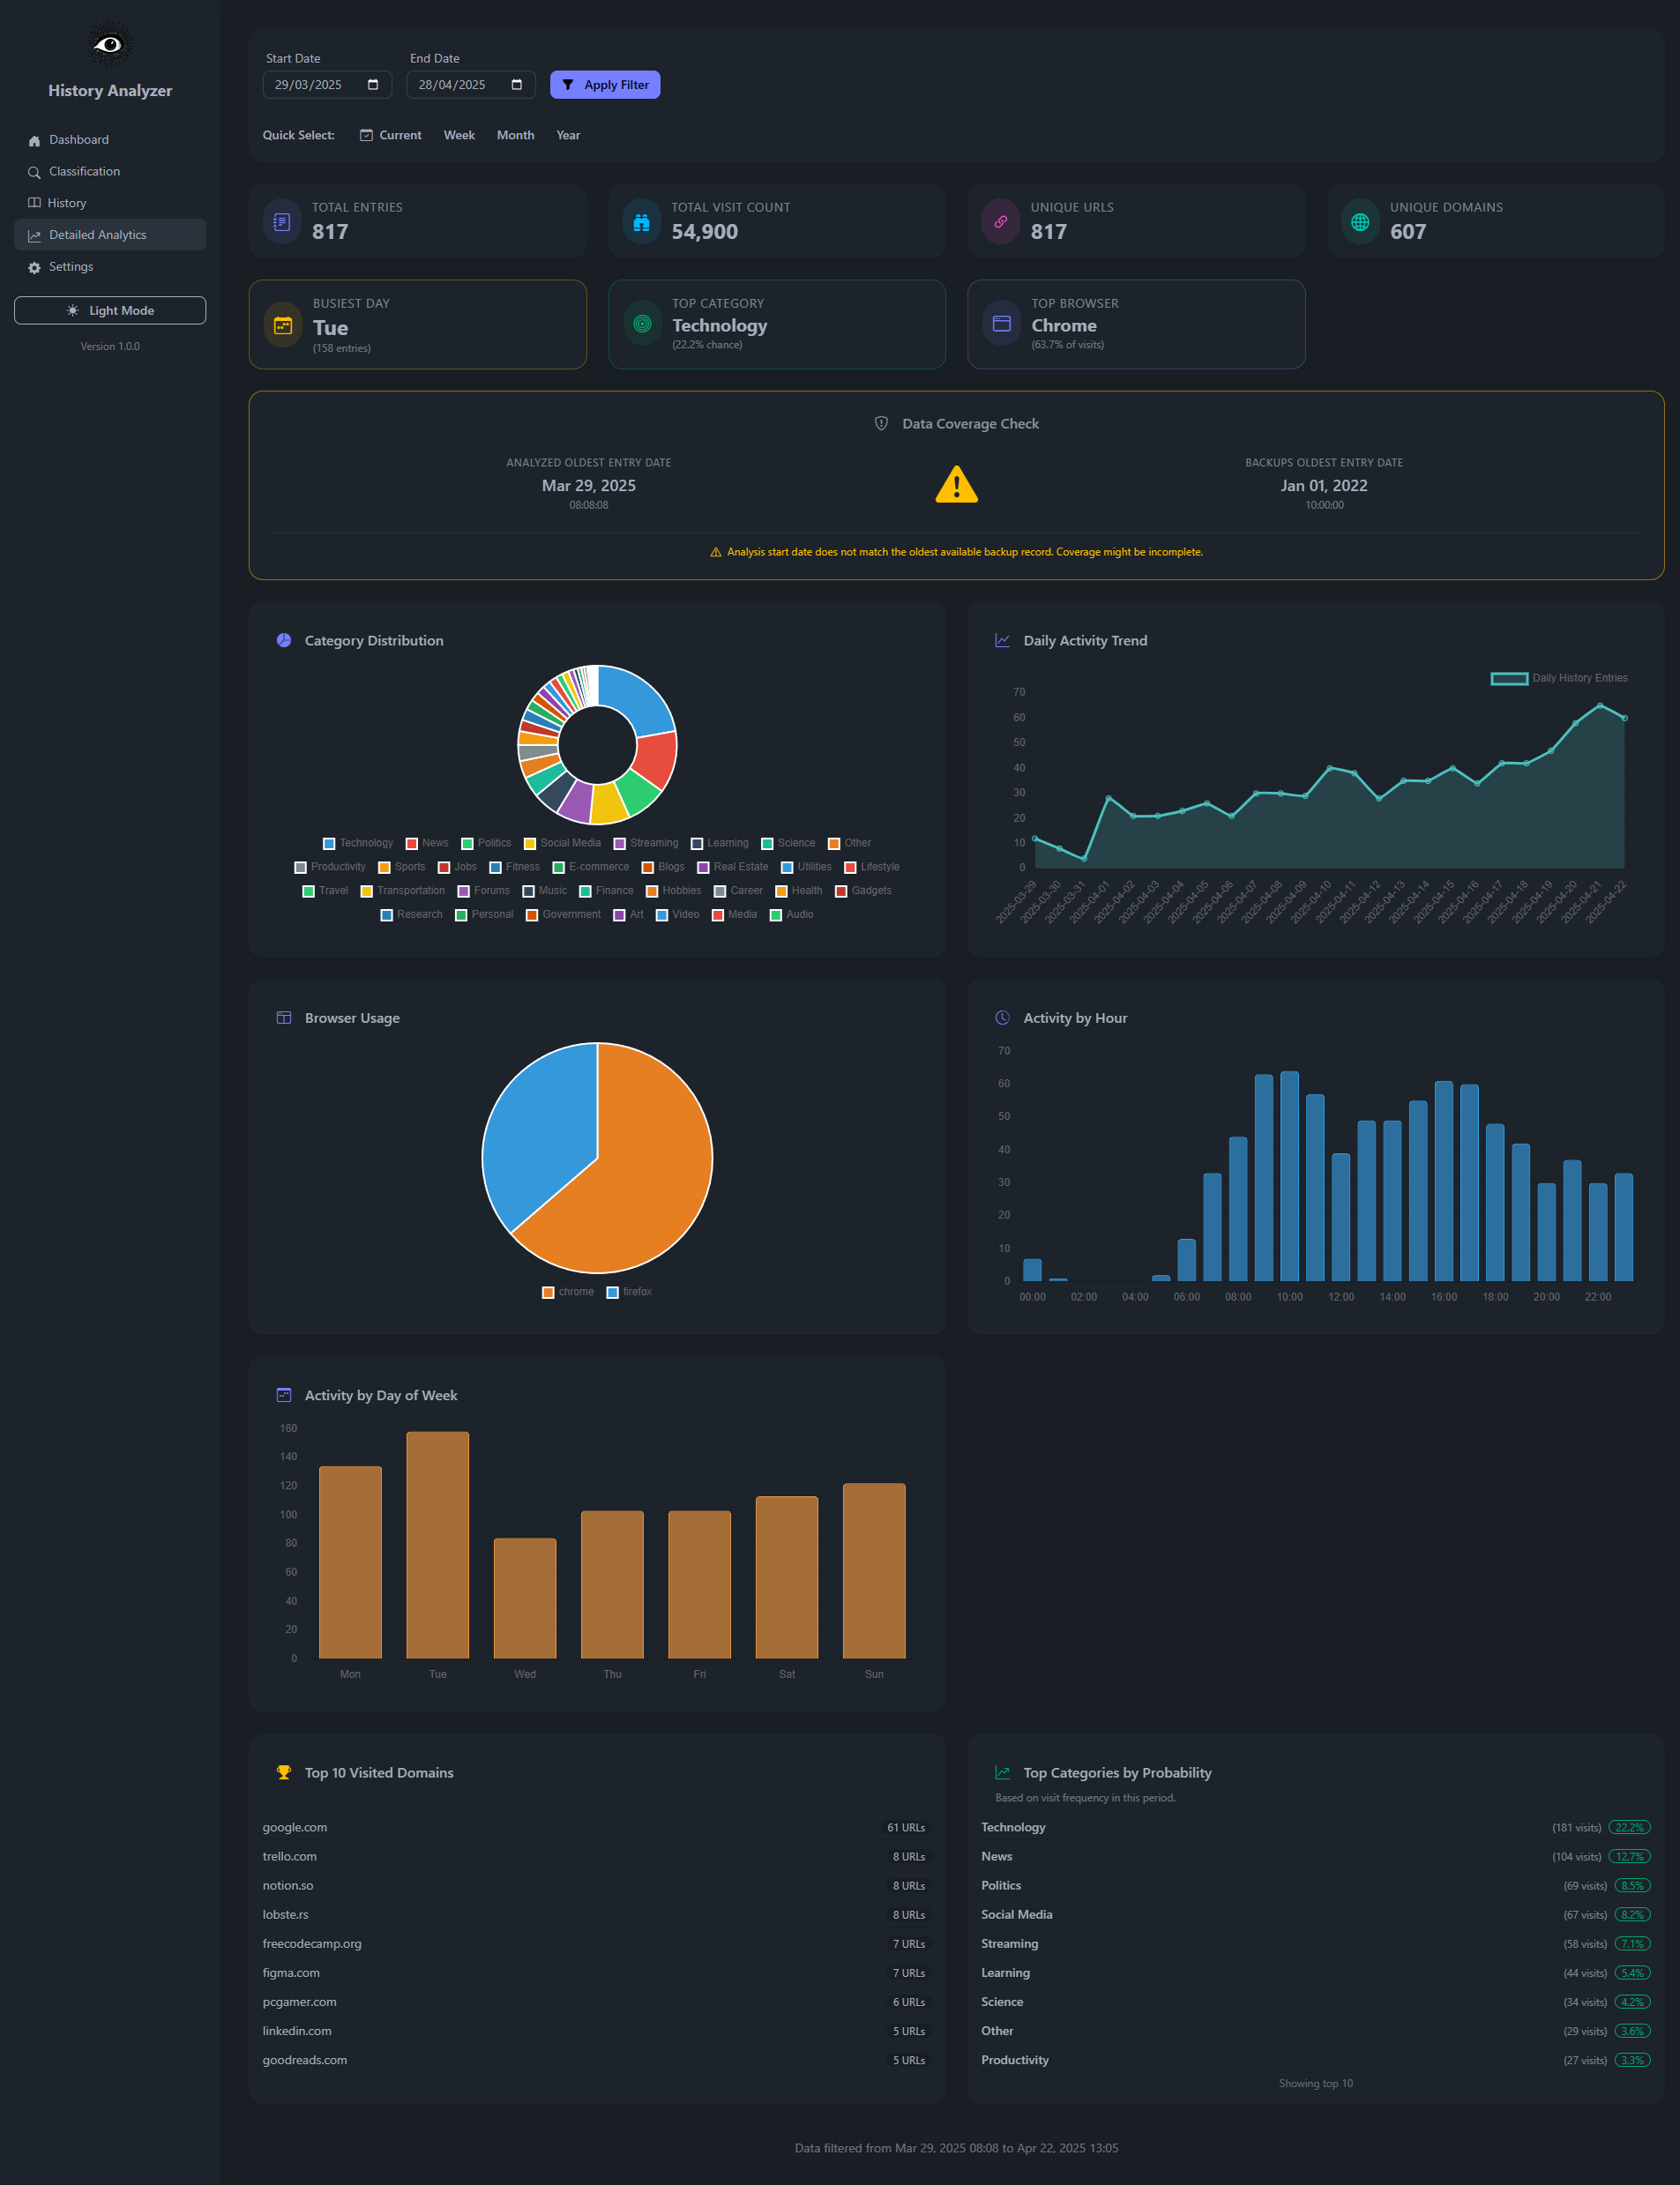 History Analyzer
Dashboard
Classification
History
Detailed Analytics
Settings
Light Mode
Version 1.0.0
Start Date
End Date
29/03/2025
28/04/2025
Apply Filter
Quick Select: Current Week Month Year
TOTAL ENTRIES
817
TOTAL VISIT COUNT
54,900
UNIQUE URLS
817
UNIQUE DOMAINS
607
BUSIEST DAY
Tue
(158 entries)
TOP CATEGORY
Technology
(22.2% chance)
TOP BROWSER
Chrome
(63.7% of visits)
Data Coverage Check
ANALYZED OLDEST ENTRY DATE
Mar 29, 2025
08:08:08
BACKUPS OLDEST ENTRY DATE
Jan 01, 2022
10:00:00
Analysis start date does not match the oldest available backup record. Coverage might be incomplete.
Category Distribution
Technology News Politics Social Media Streaming Learning Science Other
Productivity Sports Jobs Fitness E-commerce Blogs Real Estate Utilities Lifestyle
Travel Transportation Forums Music Finance Hobbies Career Health Gadgets
Research Personal Government Art Video Media Audio
Daily Activity Trend
Daily History Entries
70
60
50
40
30
20
10
0
2025-03-29
2025-03-30
2025-03-31
2025-04-01
2025-04-02
2025-04-03
2025-04-04
2025-04-05
2025-04-06
2025-04-07
2025-04-08
2025-04-09
2025-04-10
2025-04-11
2025-04-12
2025-04-13
2025-04-14
2025-04-15
2025-04-16
2025-04-17
2025-04-18
2025-04-19
2025-04-20
2025-04-21
2025-04-22
Browser Usage
chrome firefox
Activity by Hour
70
60
50
40
30
20
10
0
00:00 02:00 04:00 06:00 08:00 10:00 12:00 14:00 16:00 18:00 20:00 22:00
Activity by Day of Week
160
140
120
100
80
60
40
20
0
Mon Tue Wed Thu Fri Sat Sun
Top 10 Visited Domains
google.com 61 URLs
trello.com 8 URLs
notion.so 8 URLs
lobste.rs 8 URLs
freecodecamp.org 7 URLs
figma.com 7 URLs
pcgamer.com 6 URLs
linkedin.com 5 URLs
goodreads.com 5 URLs
Top Categories by Probability
Based on visit frequency in this period.
Technology (181 visits) 22.2%
News (104 visits) 12.7%
Politics (69 visits) 8.5%
Social Media (67 visits) 8.2%
Streaming (58 visits) 7.1%
Learning (44 visits) 5.4%
Science (34 visits) 4.2%
Other (29 visits) 3.6%
Productivity (27 visits) 3.3%
Showing top 10
Data filtered from Mar 29, 2025 08:08 to Apr 22, 2025 13:05